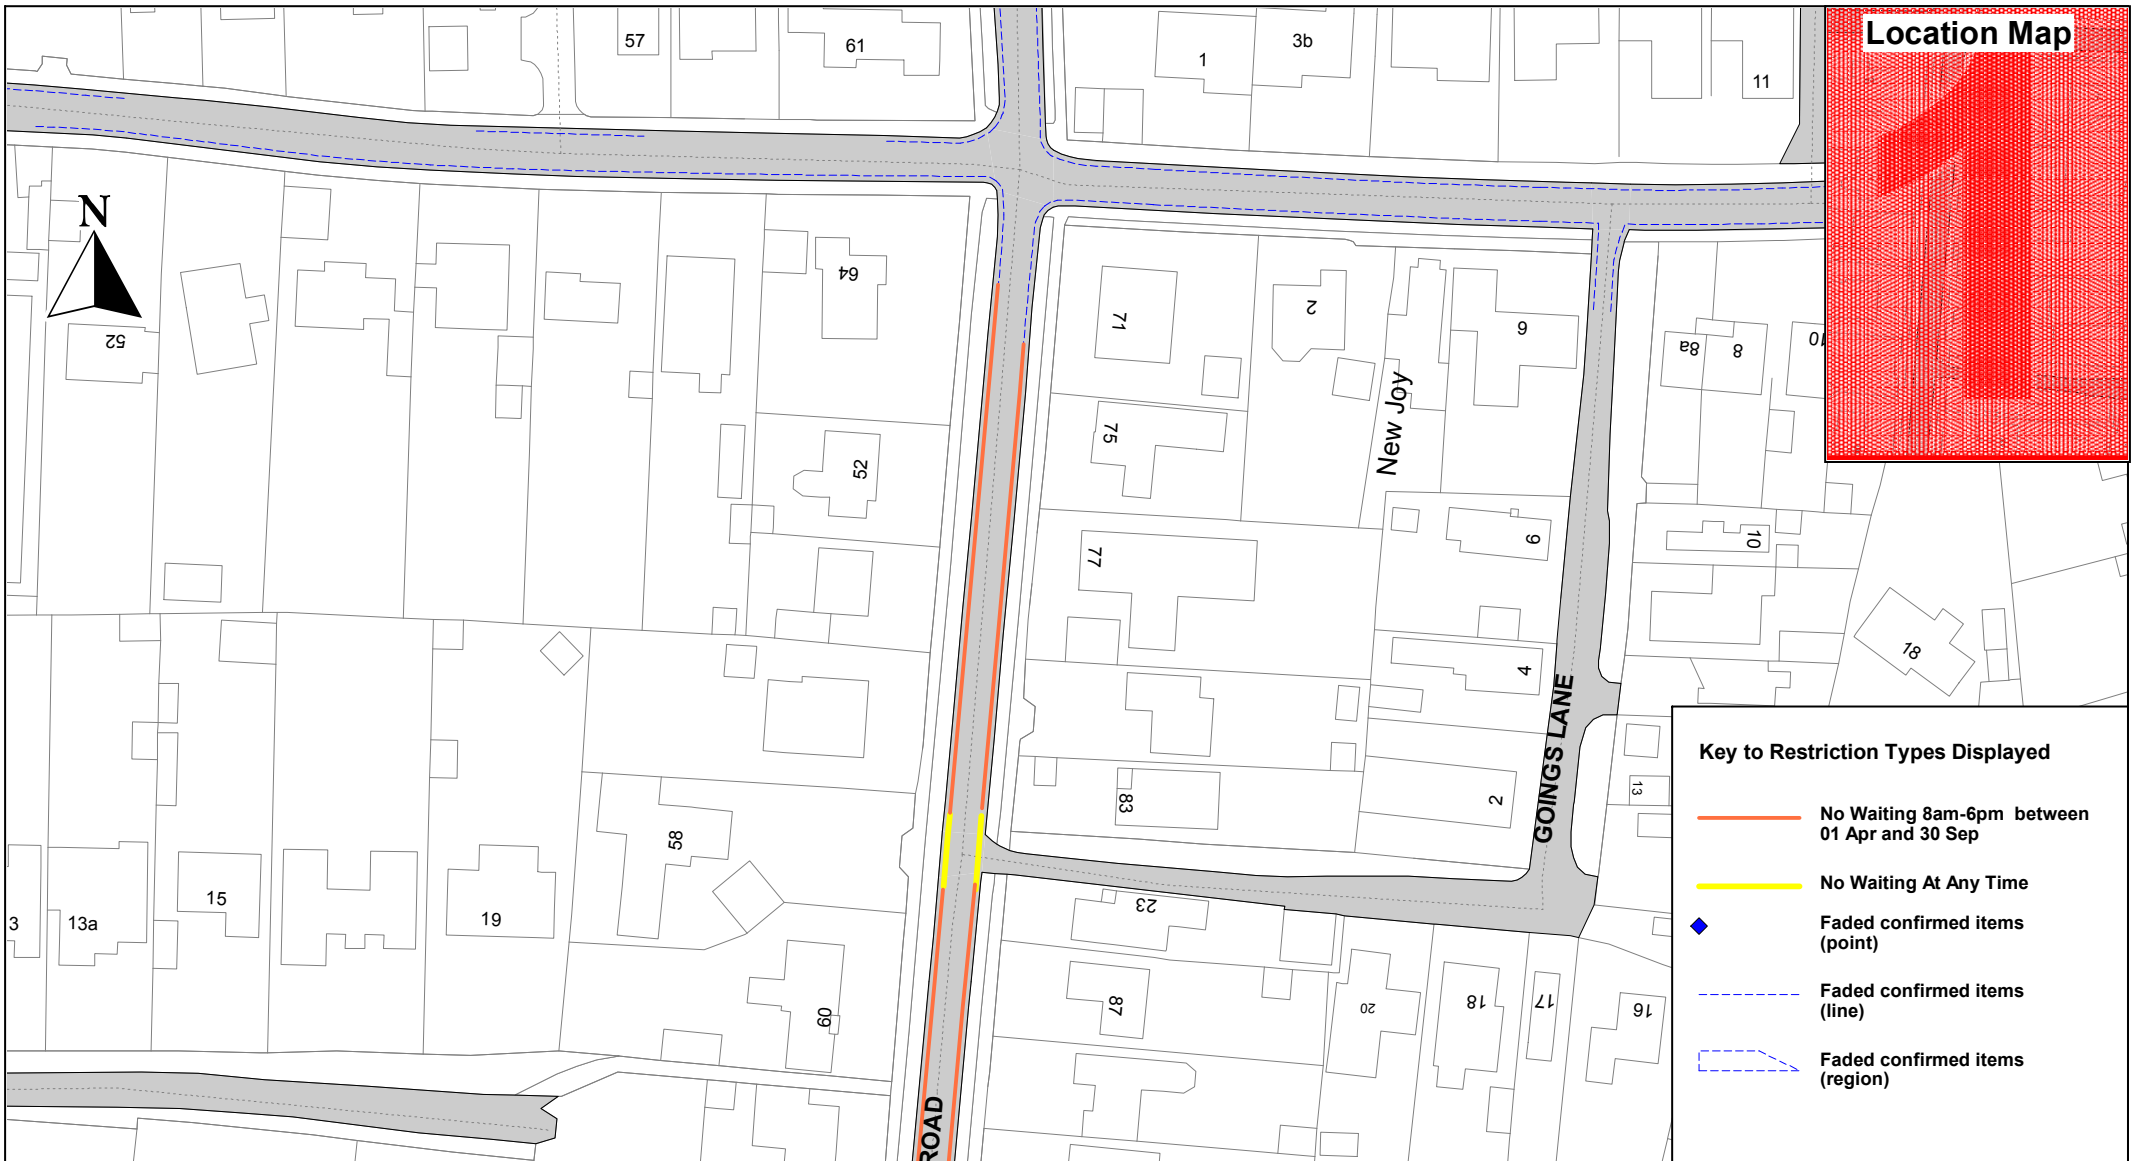 57
61
1
3b
11
Location Map
1
N
52
64
71
2
6
8a
8
10
New Joy
52
75
77
9
10
18
4
GOINGS LANE
2
13
83
58
15
19
3
13a
23
60
87
20
18
17
16
ROAD
Key to Restriction Types Displayed
No Waiting 8am-6pm between
01 Apr and 30 Sep
No Waiting At Any Time
Faded confirmed items
(point)
Faded confirmed items
(line)
Faded confirmed items
(region)